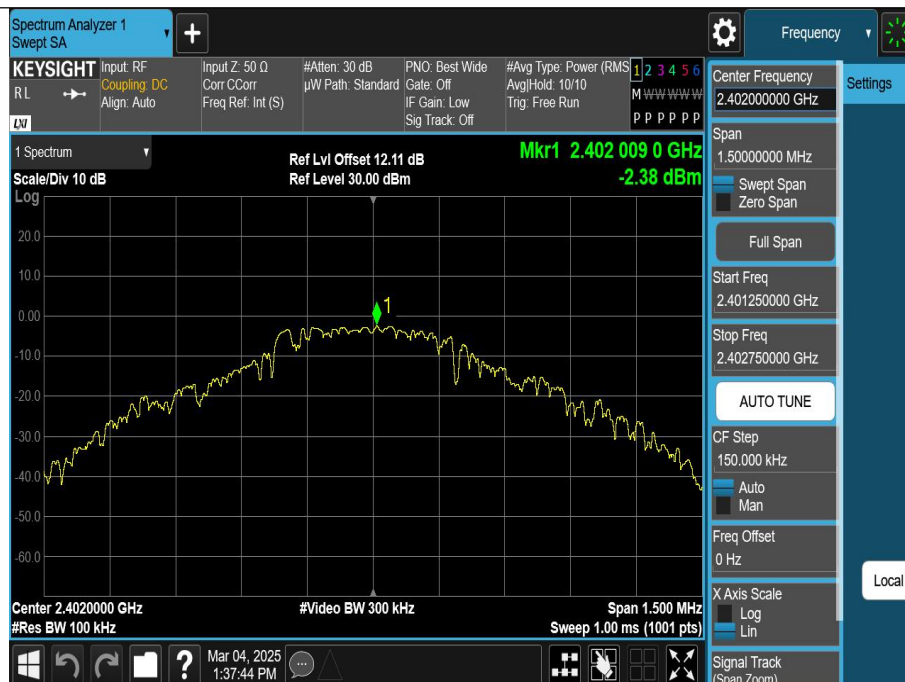 Spectrum Analyzer 1
Swept SA
+
Frequency
KEYSIGHT
RL
LXI
Input: RF
Coupling: DC
Align: Auto
Input Z: 50 Ω
Corr CCorr
Freq Ref: Int (S)
#Atten: 30 dB
µW Path: Standard
PNO: Best Wide
Gate: Off
IF Gain: Low
Sig Track: Off
#Avg Type: Power (RMS
Avg|Hold: 10/10
Trig: Free Run
1 2 3 4 5 6
M W W W W W
P P P P P P
1 Spectrum
Scale/Div 10 dB
Log
Ref Lvl Offset 12.11 dB
Ref Level 30.00 dBm
Mkr1 2.402 009 0 GHz
-2.38 dBm
20.0
10.0
0.00
-10.0
-20.0
-30.0
-40.0
-50.0
-60.0
1
Center 2.4020000 GHz
#Res BW 100 kHz
#Video BW 300 kHz
Span 1.500 MHz
Sweep 1.00 ms (1001 pts)
?
Mar 04, 2025
1:37:44 PM
Center Frequency
2.402000000 GHz
Span
1.50000000 MHz
Swept Span
Zero Span
Full Span
Start Freq
2.401250000 GHz
Stop Freq
2.402750000 GHz
AUTO TUNE
CF Step
150.000 kHz
Auto
Man
Freq Offset
0 Hz
X Axis Scale
Log
Lin
Signal Track
(Span Zoom)
Settings
Local